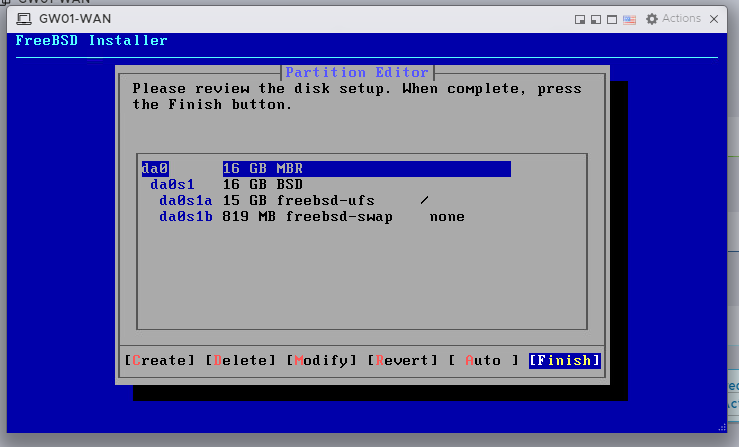 GW01-WAN
GW01-WAN
Actions
FreeBSD Installer
Partition Editor
Please review the disk setup. When complete, press
the Finish button.
da0 16 GB MBR
da0s1 16 GB BSD
da0s1a 15 GB freebsd-ufs /
da0s1b 819 MB freebsd-swap none
[Create] [Delete] [Modify] [Revert] [ Auto ] [Finish]